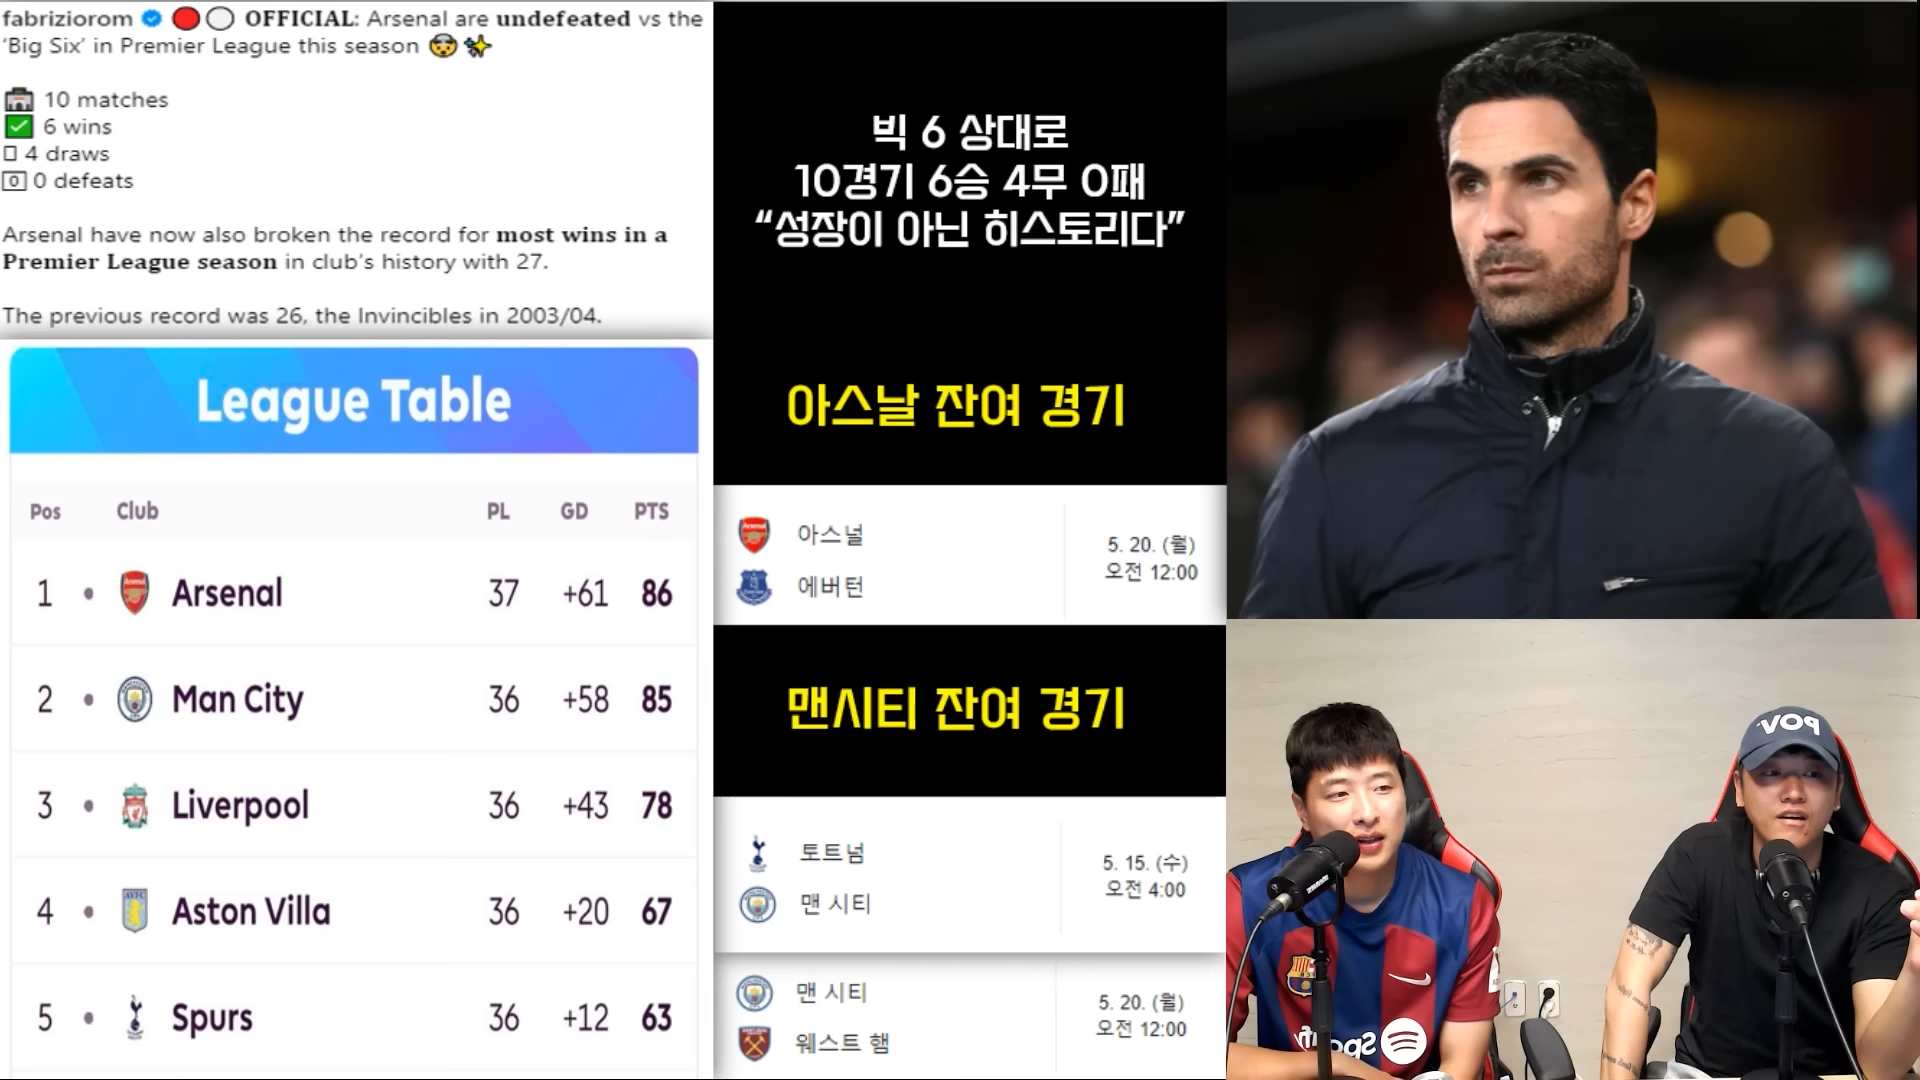 fabriziorom OFFICIAL: Arsenal are undefeated vs the
‘Big Six’ in Premier League this season
10 matches
6 wins
4 draws
0 defeats
Arsenal have now also broken the record for most wins in a
Premier League season in club’s history with 27.
The previous record was 26, the Invincibles in 2003/04.
League Table
Pos Club PL GD PTS
1 Arsenal 37 +61 86
2 Man City 36 +58 85
3 Liverpool 36 +43 78
4 Aston Villa 36 +20 67
5 Spurs 36 +12 63
빅 6 상대로
10경기 6승 4무 0패
“성장이 아닌 히스토리다”
아스날 잔여 경기
아스널
에버턴
5. 20. (월)
오전 12:00
맨시티 잔여 경기
토트넘
맨 시티
5. 15. (수)
오전 4:00
맨 시티
웨스트 햄
5. 20. (월)
오전 12:00
POV
Spotify